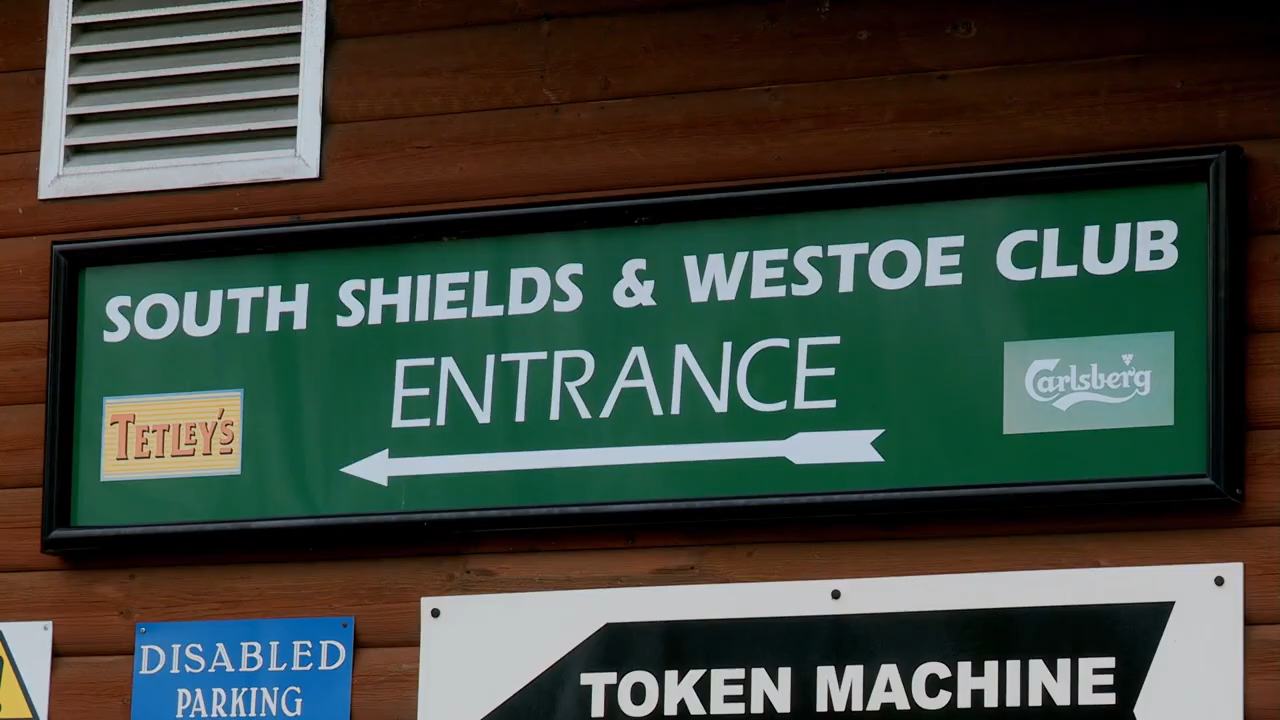 SOUTH SHIELDS & WESTOE CLUB
ENTRANCE
TETLEY'S
Carlsberg
DISABLED
PARKING
TOKEN MACHINE